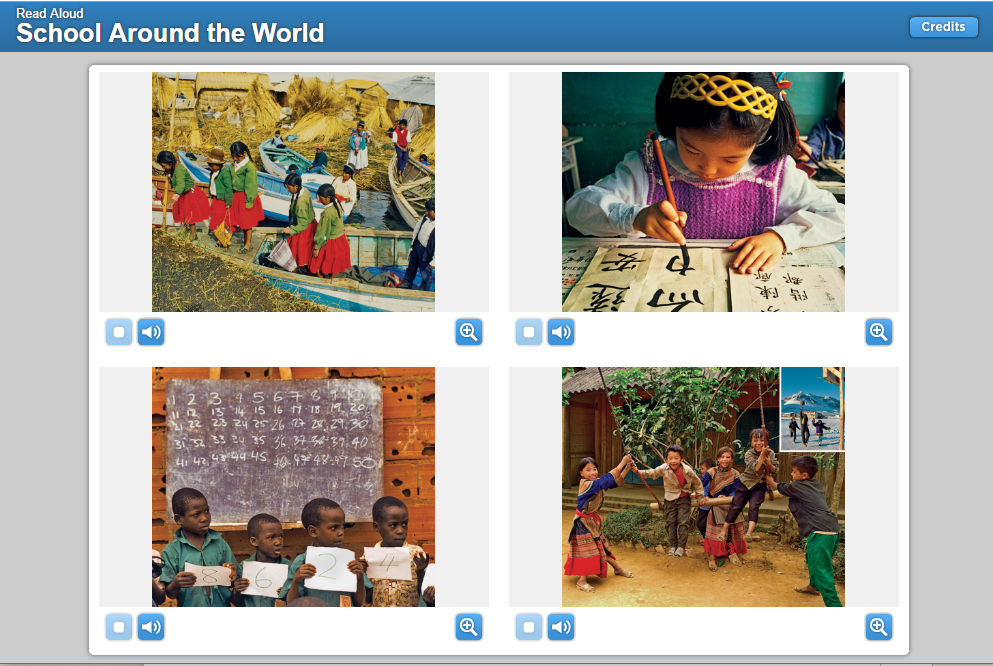 Read Aloud
School Around the World
Credits
1 2 3 4 5 6 7 8 9
11 12 13 14 15 16 17 18 19 20
21 22 23 24 25 26 27 28 29 30
31 32 33 34 35 36 37 38 39 40
41 42 43 44 45 47 48 49 50
8 6 2 4